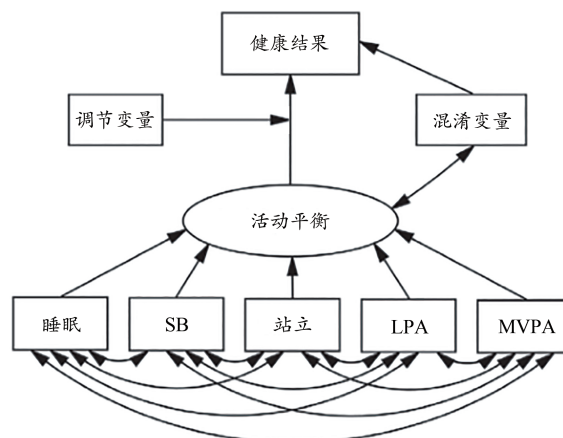 健康结果
调节变量
混淆变量
活动平衡
睡眠
SB
站立
LPA
MVPA